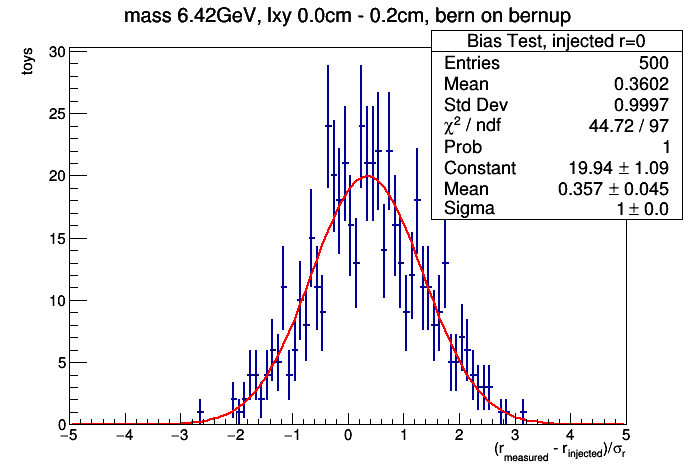 mass 6.42GeV, lxy 0.0cm - 0.2cm, bern on bernup
Bias Test, injected r=0
Entries 500
Mean 0.3602
Std Dev 0.9997
χ² / ndf 44.72 / 97
Prob 1
Constant 19.94 ± 1.09
Mean 0.357 ± 0.045
Sigma 1 ± 0.0
toys
30
25
20
15
10
5
0
−5 −4 −3 −2 −1 0 1 2 3 4 5
(r_measured - r_injected)/σ_r